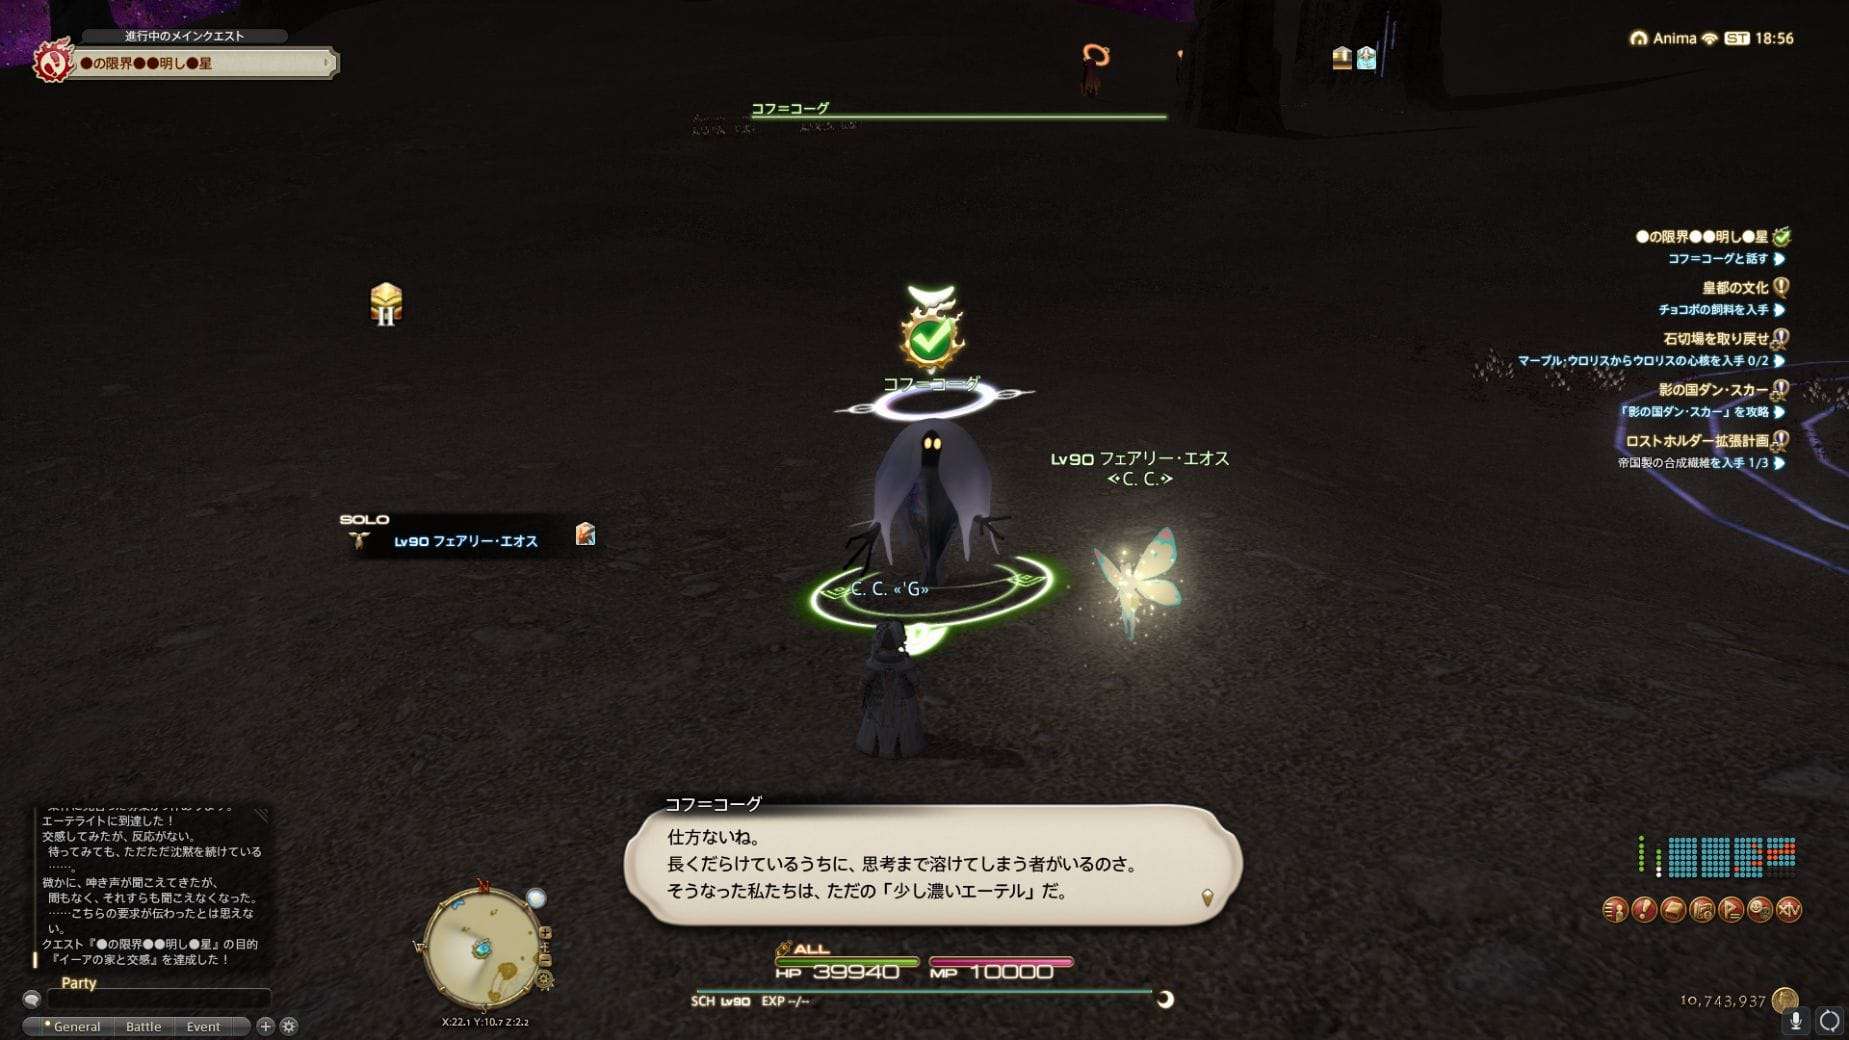 進行中のメインクエスト
●の限界●●明し●星
Anima ST 18:56
コフ＝コーグ
●の限界●●明し●星
コフ＝コーグと話す
皇都の文化
チョコボの飼料を入手
石切場を取り戻せ
マーブル・ウロリスからウロリスの心核を入手 0/2
影の国ダン・スカー
「影の国ダン・スカー」を攻略
ロストホルダー拡張計画
帝国製の合成繊維を入手 1/3
H
コフ＝コーグ
Lv90 フェアリー・エオス
<C. C.>
SOLO
Lv90 フェアリー・エオス
C. C. «'G»
コフ＝コーグ
仕方ないね。
長くだらけているうちに、思考まで溶けてしまう者がいるのさ。
そうなった私たちは、ただの「少し濃いエーテル」だ。
エーテライトに到達した！
交感してみたが、反応がない。
待ってみても、ただただ沈黙を続けている
……。
微かに、呻き声が聞こえてきたが、
間もなく、それすらも聞こえなくなった。
……こちらの要求が伝わったとは思えな
い。
クエスト『●の限界●●明し●星』の目的
『イーアの家と交感』を達成した！
Party
General Battle Event
N
W
S
X:22.1 Y:10.7 Z:2.2
ALL
HP 39940 MP 10000
SCH Lv90 EXP --/--
XIV
10,743,937